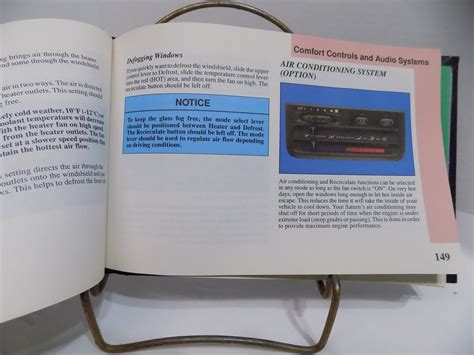 ng brings air through the heater
nd some through the windshield.
air in two ways. The air is directed
heater outlets. This setting should
g free.
ely cold weather, 10°F (-12°C) or
oolant temperature will decrease
ith the heater fan on high speed
from the heater outlets. The
set at a slower speed position
tain the hottest air flow.
setting directs the air through the
outlets onto the windshield and
ws. This helps to defrost the
Defogging Windows
If you quickly want to defrost the windshield, slide the upper
control lever to Defrost, slide the temperature control lever
into the red (HOT) area, and then turn the fan on high. The
recirculate button should be left off.
NOTICE
To keep the glass fog free, the mode select lever
should be positioned between Heater and Defrost.
The Recirculate button should be left off. The mode
lever should be used to regulate air flow depending
on driving conditions.
Comfort Controls and Audio Systems
AIR CONDITIONING SYSTEM
(OPTION)
Air conditioning and Recirculate functions can be selected
in any mode as long as the fan switch is "ON". On very hot
days, open the windows long enough to let hot inside air
escape. This reduces the time it will take the inside of your
vehicle to cool down. Your Saturn's air conditioning may
shut off for short periods of time when the engine is under
extreme load (steep grades or passing). This is done in order
to provide maximum engine performance.
149